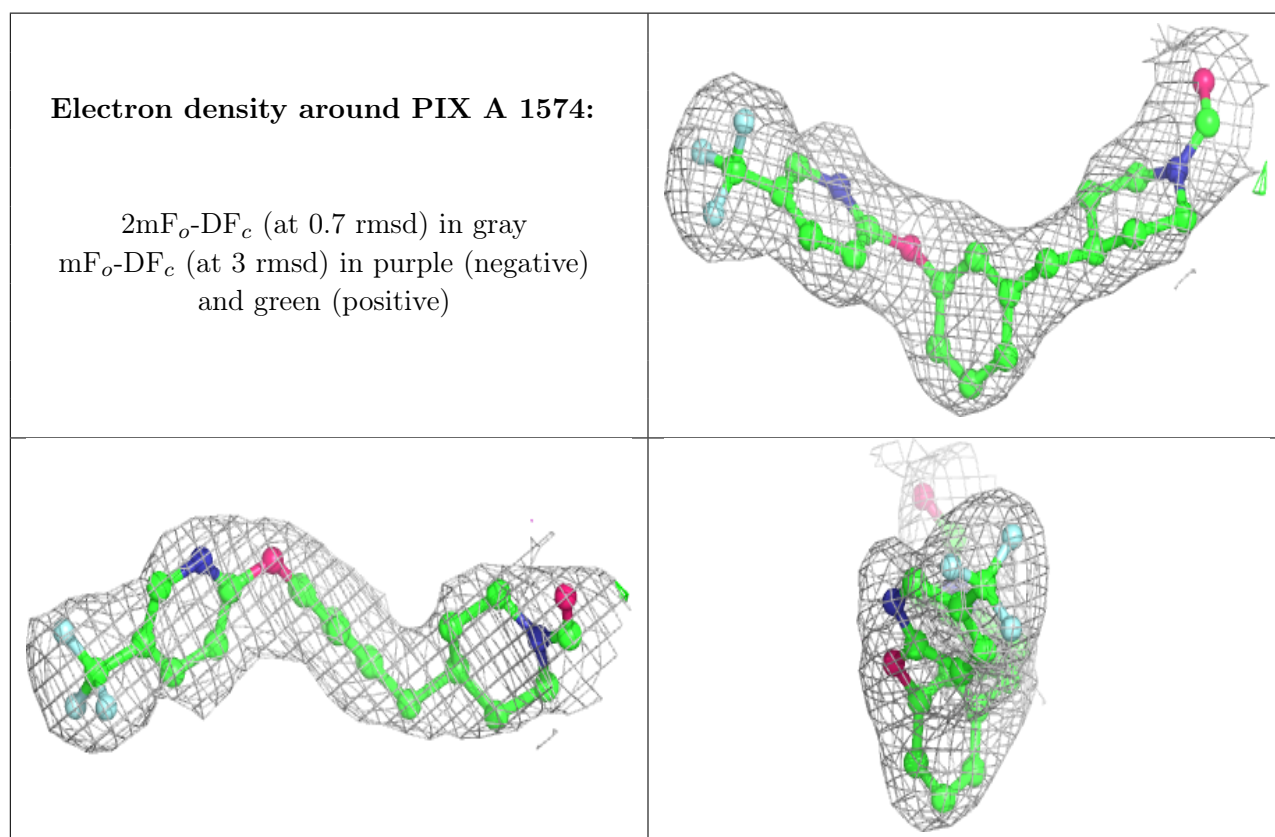 Electron density around PIX A 1574:
2mFo-DFc (at 0.7 rmsd) in gray
mFo-DFc (at 3 rmsd) in purple (negative)
and green (positive)